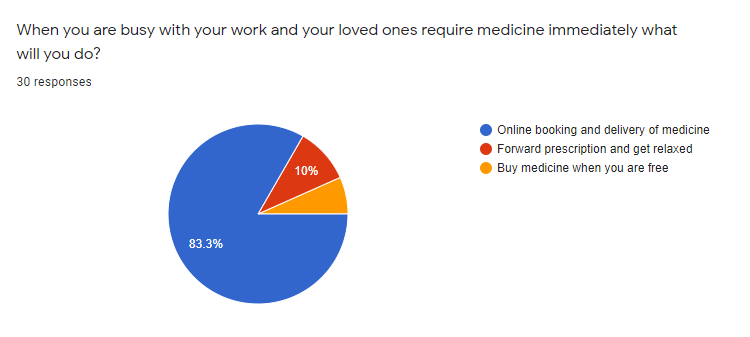 When you are busy with your work and your loved ones require medicine immediately what
will you do?
30 responses
Online booking and delivery of medicine
Forward prescription and get relaxed
Buy medicine when you are free
10%
83.3%